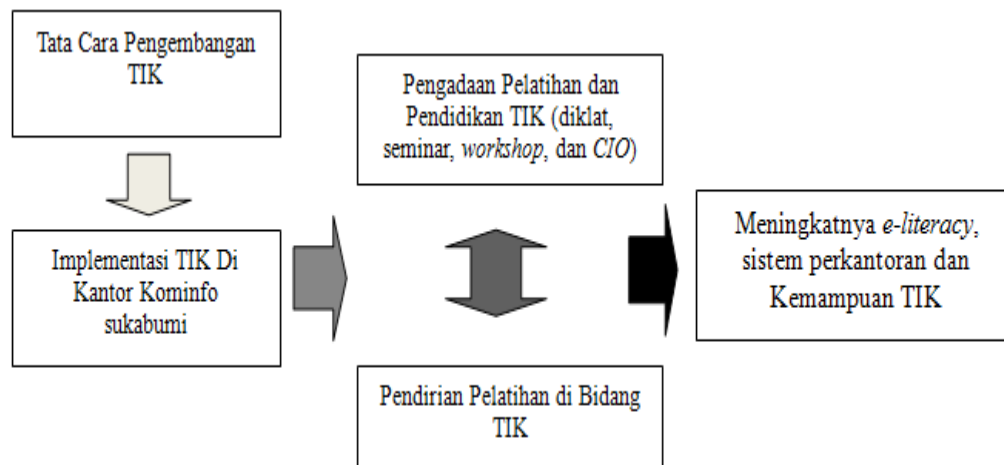 Tata Cara Pengembangan
TIK
Implementasi TIK Di
Kantor Kominfo
sukabumi
Pengadaan Pelatihan dan
Pendidikan TIK (diklat,
seminar, workshop, dan CIO)
Pendirian Pelatihan di Bidang
TIK
Meningkatnya e-literacy,
sistem perkantoran dan
Kemampuan TIK